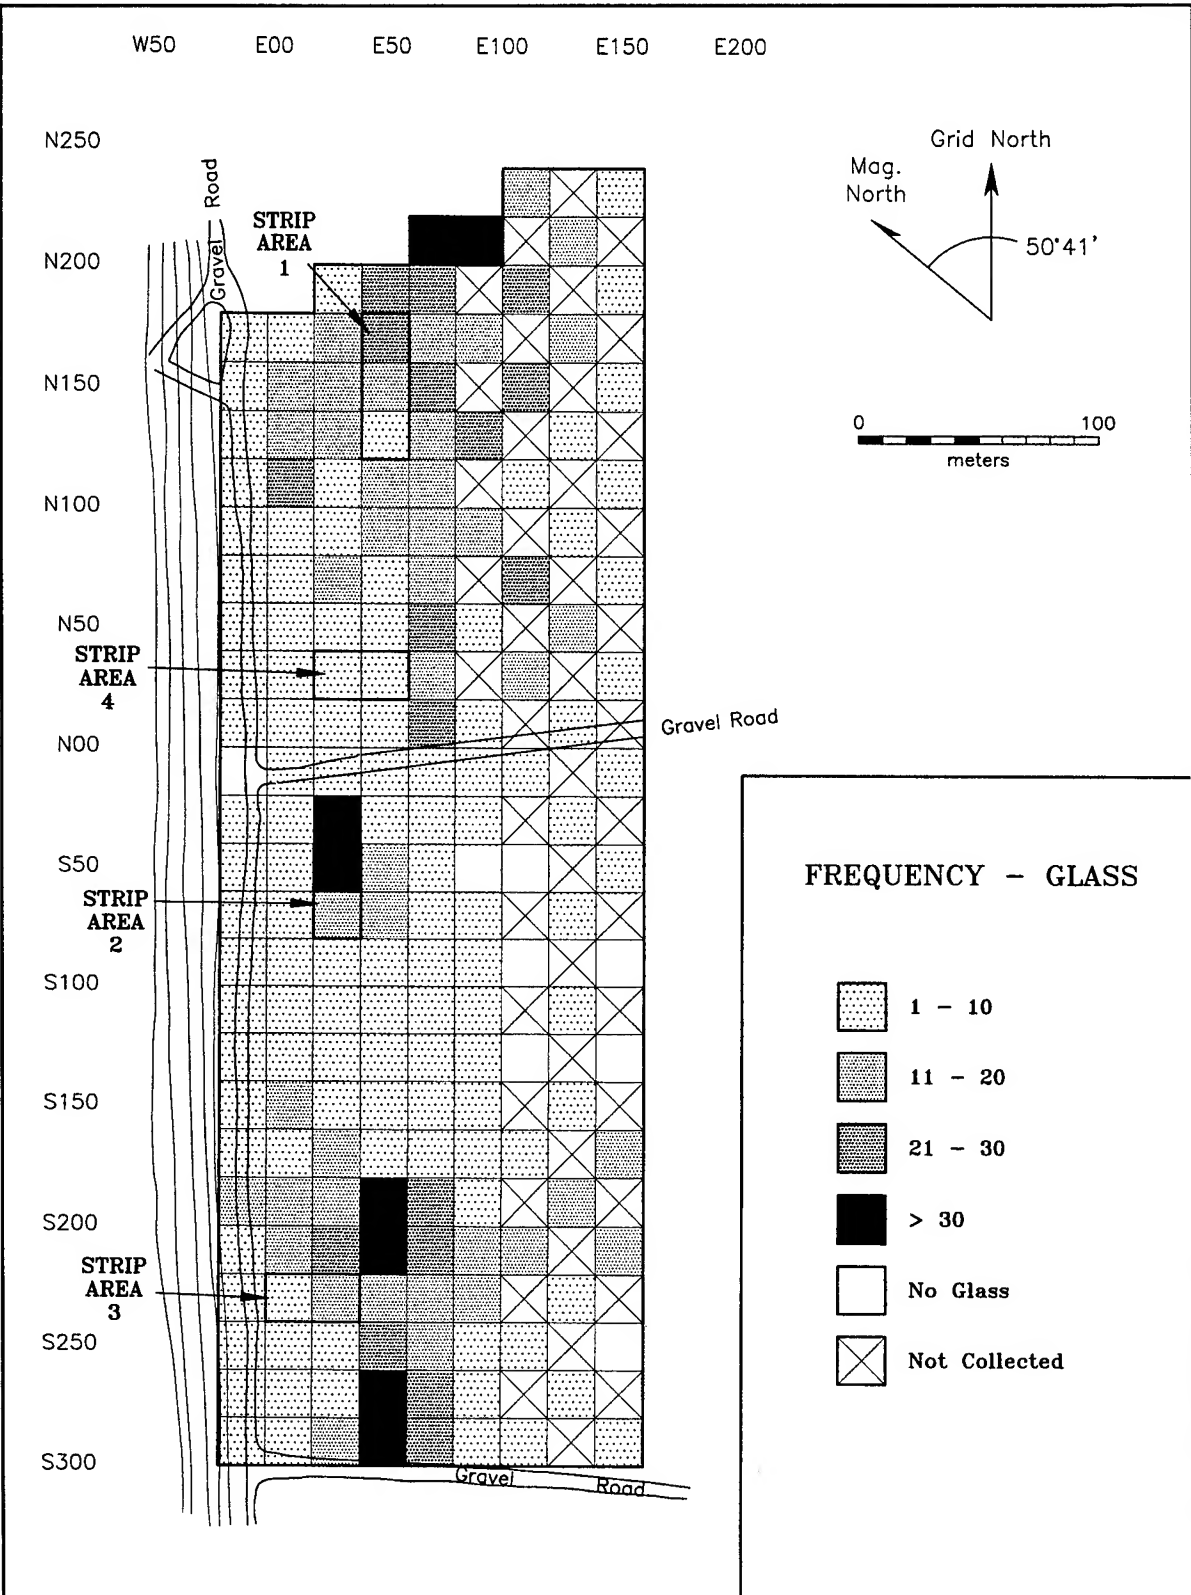 W50 E00 E50 E100 E150 E200
N250
Grid North
Mag.
North
Road
Gravel
STRIP
AREA
1
50°41'
N200
N150
0 100
meters
N100
N50
STRIP
AREA
4
Gravel Road
N00
S50
FREQUENCY - GLASS
STRIP
AREA
2
S100
1 - 10
11 - 20
S150
21 - 30
S200
> 30
STRIP
AREA
3
No Glass
S250
Not Collected
S300
Gravel Road